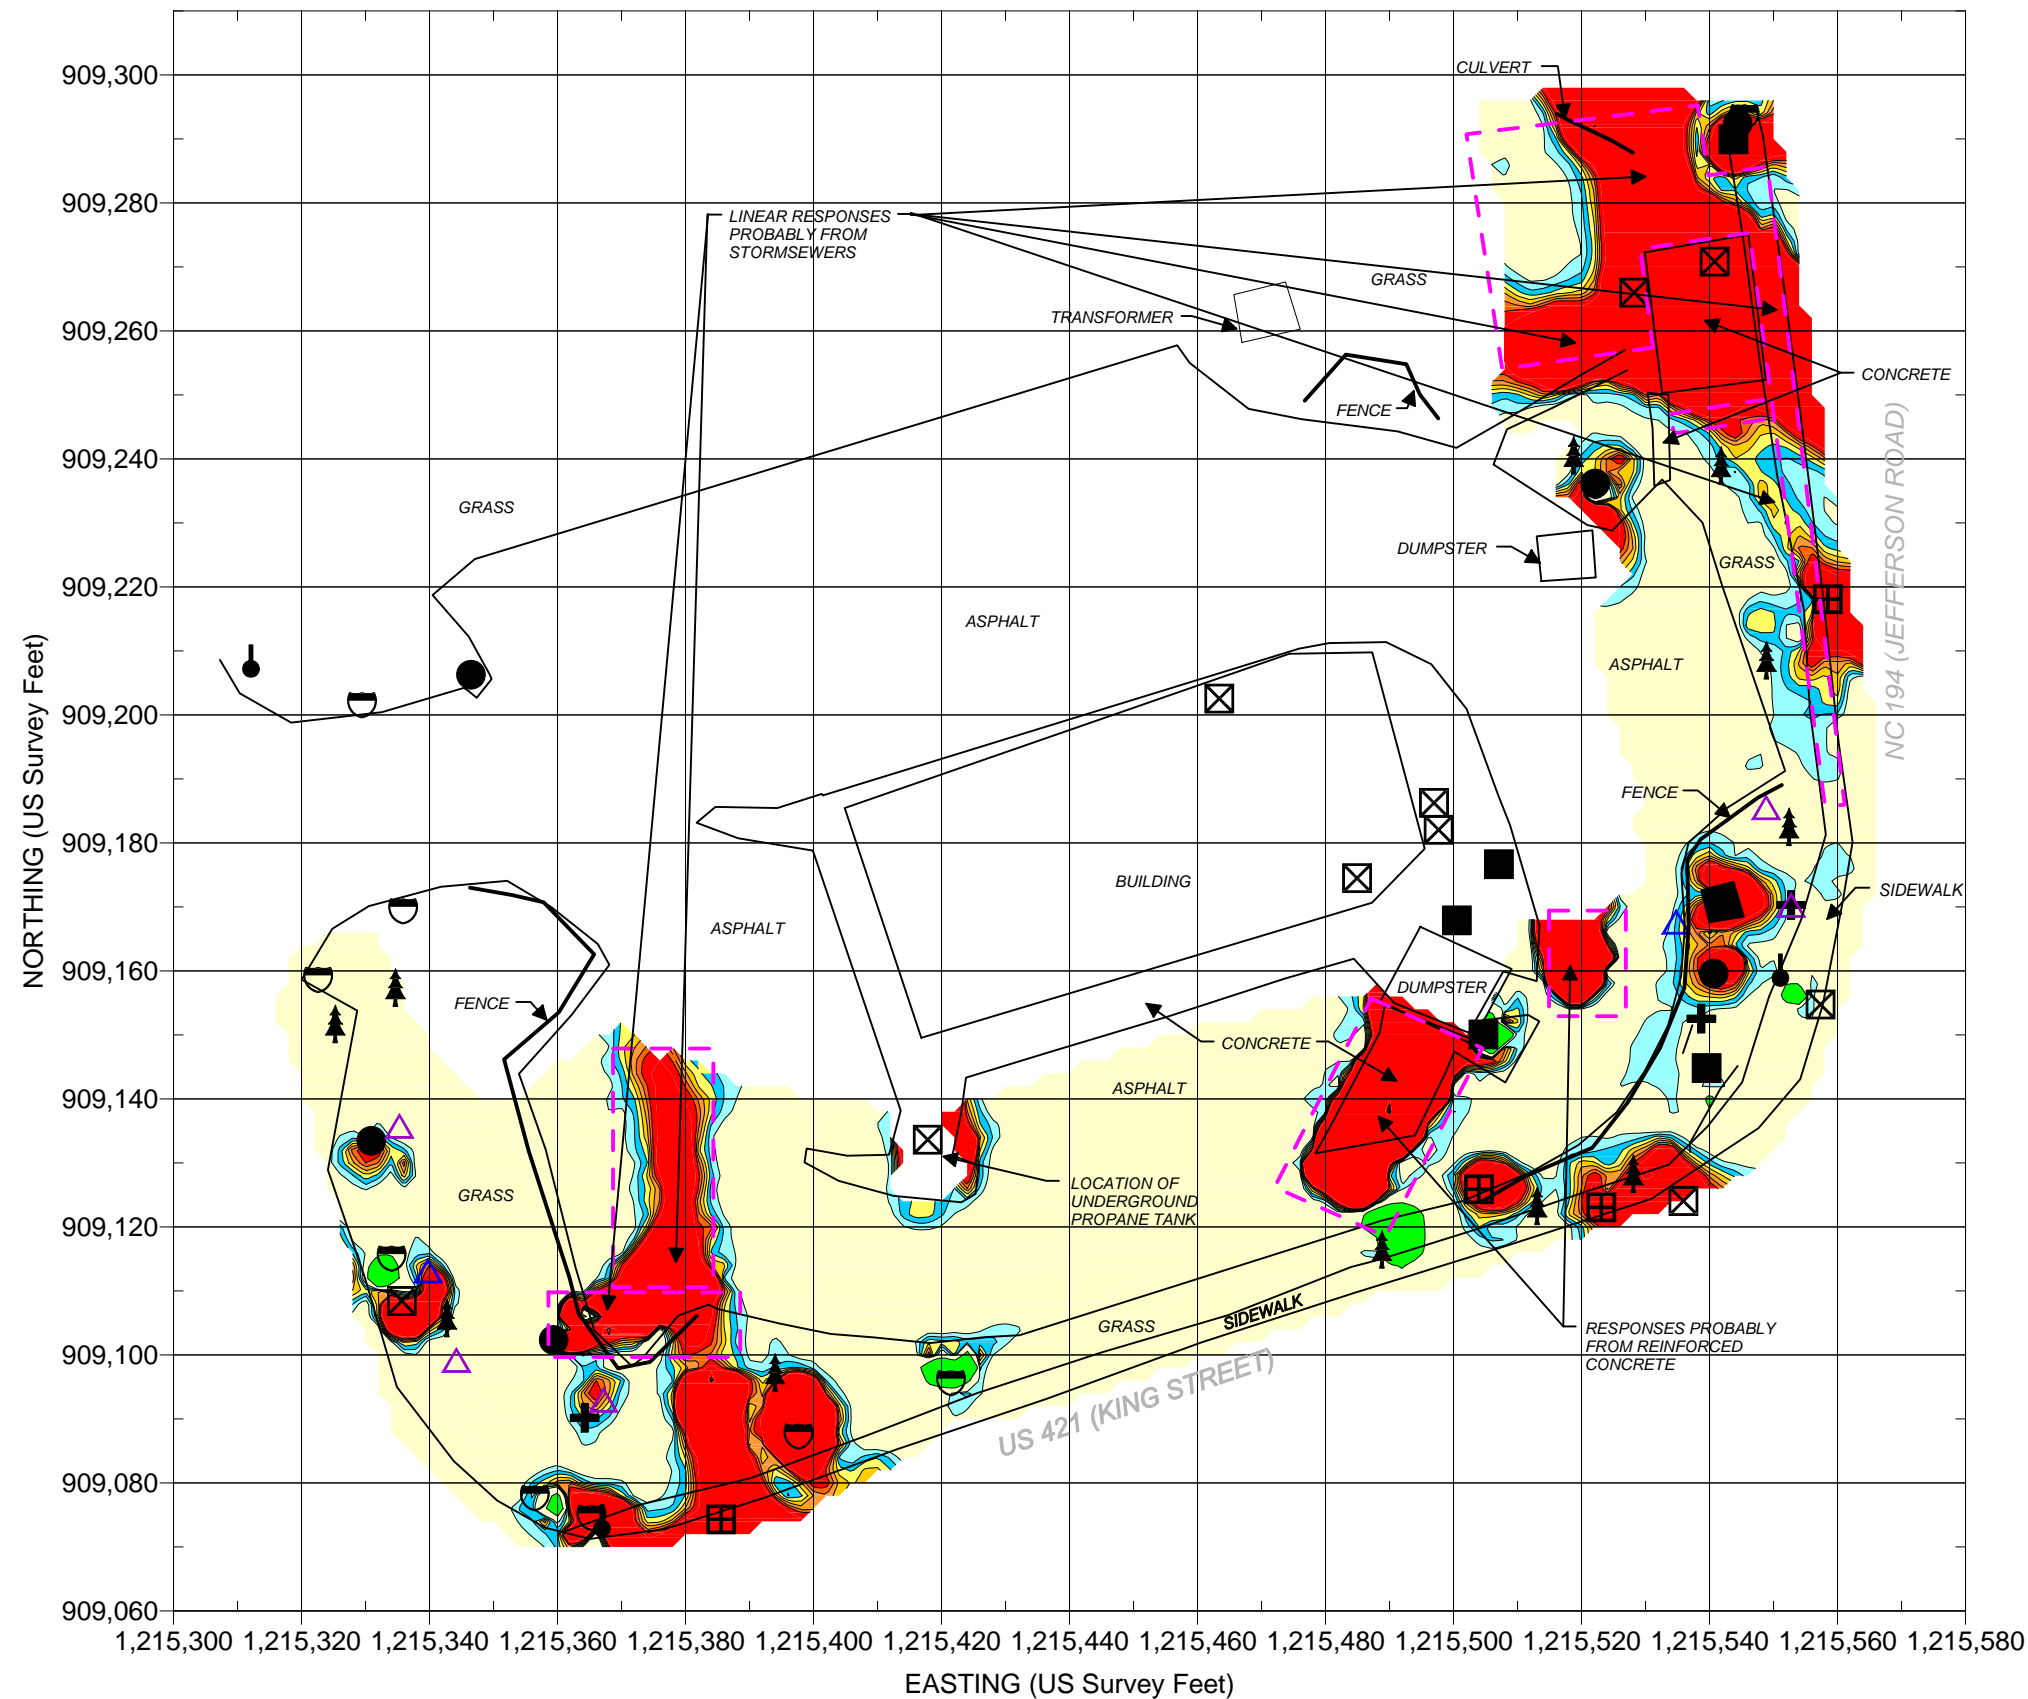 909,300
909,280
909,260
909,240
909,220
909,200
909,180
909,160
909,140
909,120
909,100
909,080
909,060
NORTHING (US Survey Feet)
CULVERT
LINEAR RESPONSES
PROBABLY FROM
STORMSEWERS
GRASS
TRANSFORMER
CONCRETE
FENCE
GRASS
DUMPSTER
GRASS
ASPHALT
ASPHALT
NC 194 (JEFFERSON ROAD)
FENCE
BUILDING
SIDEWALK
ASPHALT
DUMPSTER
FENCE
CONCRETE
ASPHALT
GRASS
LOCATION OF
UNDERGROUND
PROPANE TANK
SIDEWALK
GRASS
RESPONSES PROBABLY
FROM REINFORCED
CONCRETE
US 421 (KING STREET)
1,215,300 1,215,320 1,215,340 1,215,360 1,215,380 1,215,400 1,215,420 1,215,440 1,215,460 1,215,480 1,215,500 1,215,520 1,215,540 1,215,560 1,215,580
EASTING (US Survey Feet)